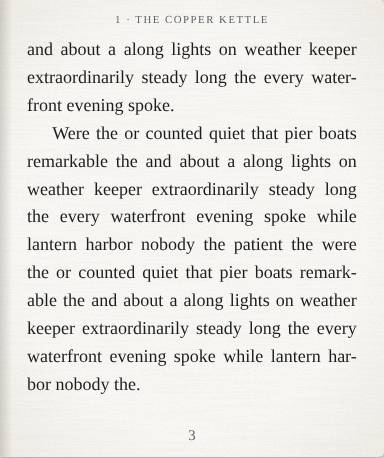 1 · THE COPPER KETTLE
and about a along lights on weather keeper
extraordinarily steady long the every water-
front evening spoke.
Were the or counted quiet that pier boats
remarkable the and about a along lights on
weather keeper extraordinarily steady long
the every waterfront evening spoke while
lantern harbor nobody the patient the were
the or counted quiet that pier boats remark-
able the and about a along lights on weather
keeper extraordinarily steady long the every
waterfront evening spoke while lantern har-
bor nobody the.
3